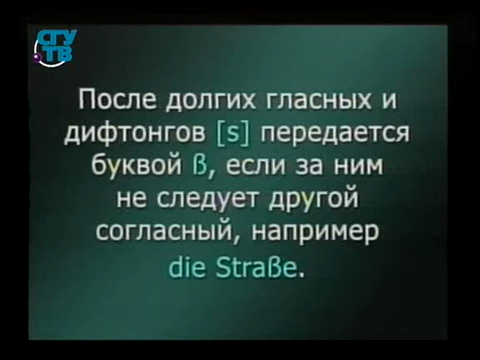 СГУ
ТВ
После долгих гласных и
дифтонгов [s] передается
буквой ß, если за ним
не следует другой
согласный, например
die Straße.